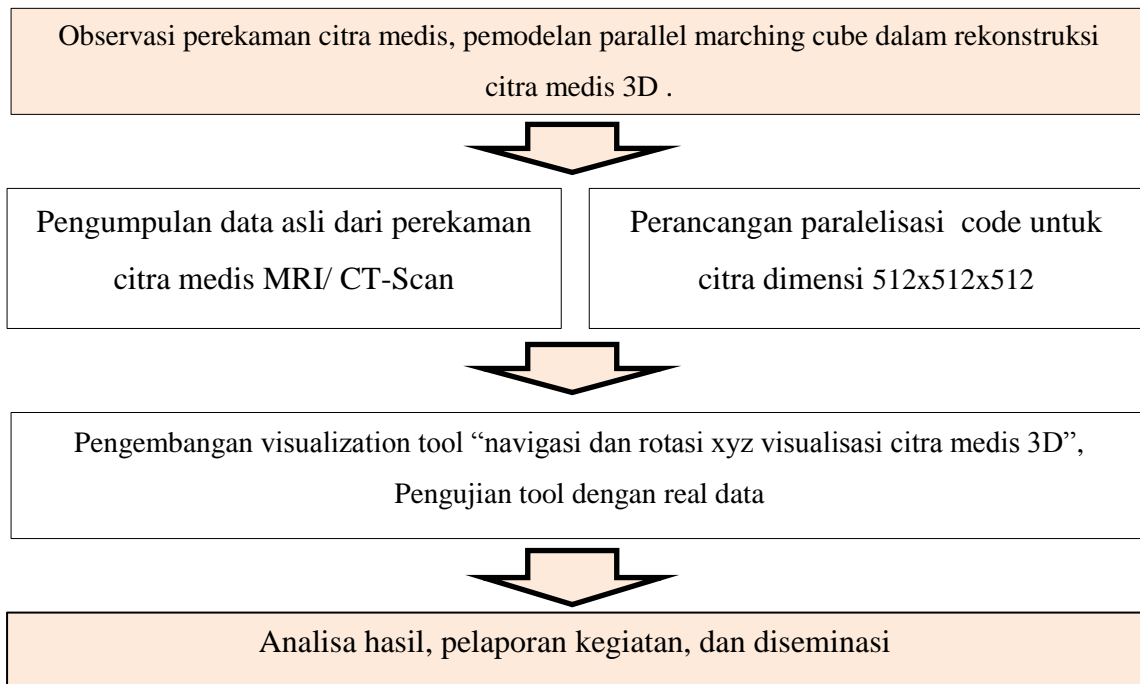 Observasi perekaman citra medis, pemodelan parallel marching cube dalam rekonstruksi
citra medis 3D .
Pengumpulan data asli dari perekaman
citra medis MRI/ CT-Scan
Perancangan paralelisasi code untuk
citra dimensi 512x512x512
Pengembangan visualization tool “navigasi dan rotasi xyz visualisasi citra medis 3D”,
Pengujian tool dengan real data
Analisa hasil, pelaporan kegiatan, dan diseminasi